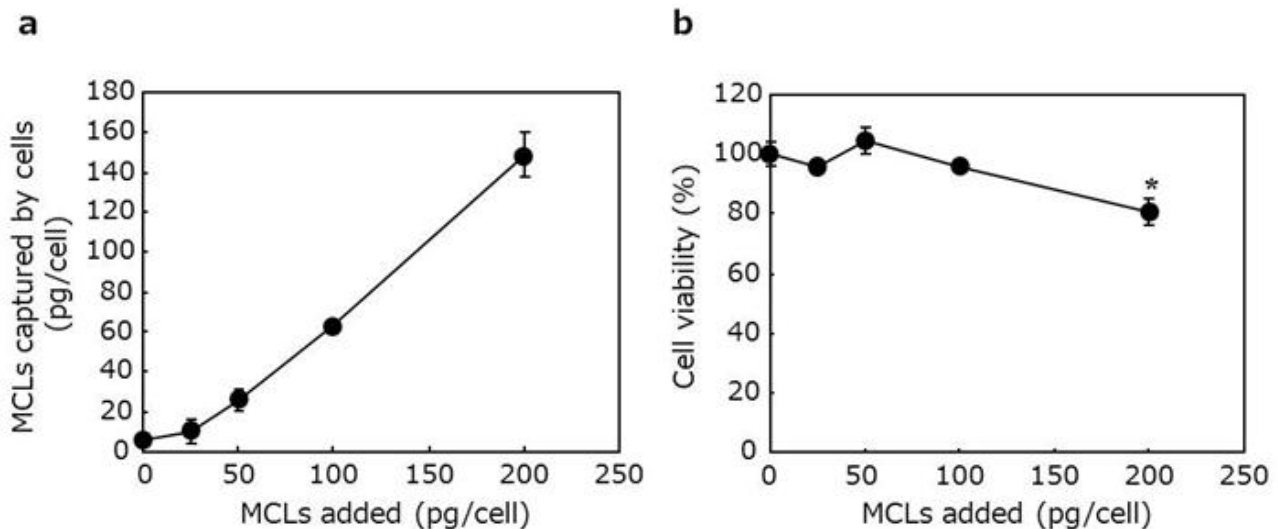 a
MCLs captured by cells
(pg/cell)
180
160
140
120
100
80
60
40
20
0
0 50 100 150 200 250
MCLs added (pg/cell)
b
Cell viability (%)
120
100
80
60
40
20
0
*
0 50 100 150 200 250
MCLs added (pg/cell)